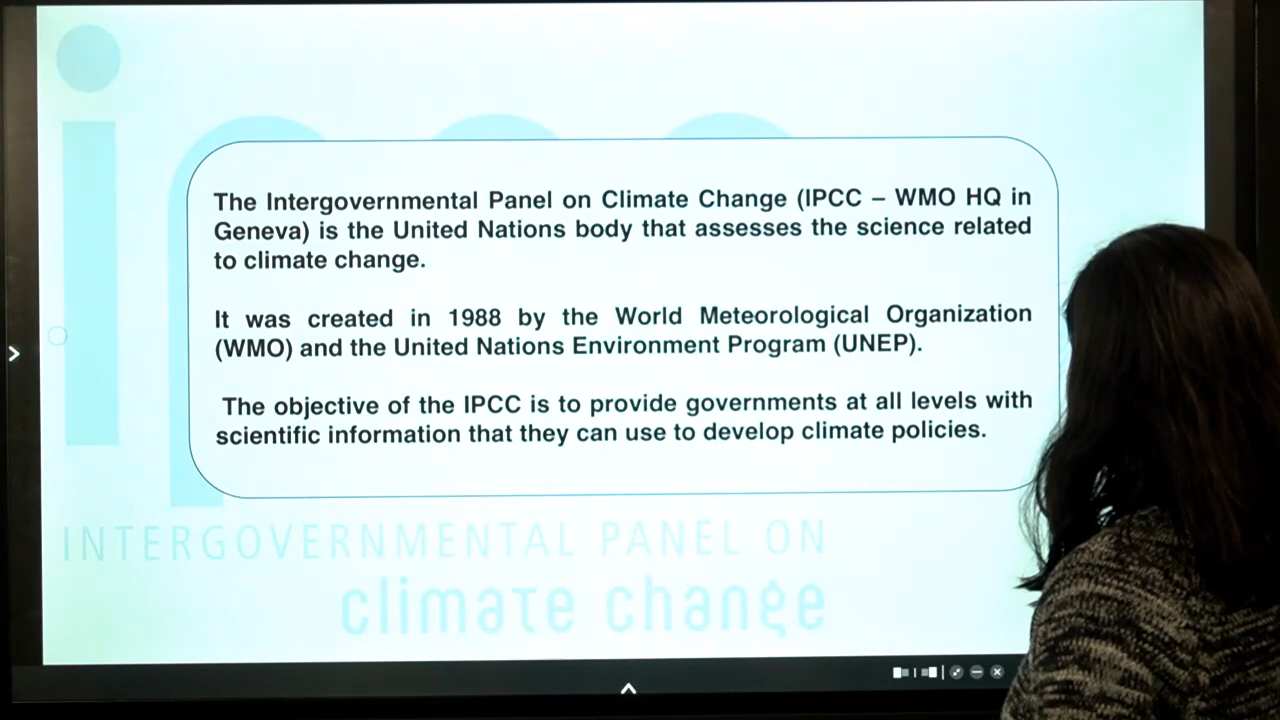 The Intergovernmental Panel on Climate Change (IPCC – WMO HQ in
Geneva) is the United Nations body that assesses the science related
to climate change.
It was created in 1988 by the World Meteorological Organization
(WMO) and the United Nations Environment Program (UNEP).
The objective of the IPCC is to provide governments at all levels with
scientific information that they can use to develop climate policies.
INTERGOVERNMENTAL PANEL ON
climate change